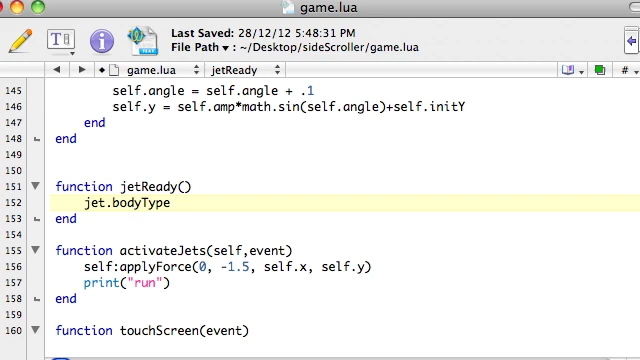 game.lua
Last Saved: 28/12/12 5:48:31 PM
File Path ▾ : ~/Desktop/sideScroller/game.lua
game.lua jetReady #
145 self.angle = self.angle + .1
146 self.y = self.amp*math.sin(self.angle)+self.initY
147 end
148 end
149
150
151 function jetReady()
152 jet.bodyType
153 end
154
155 function activateJets(self,event)
156 self:applyForce(0, -1.5, self.x, self.y)
157 print("run")
158 end
159
160 function touchScreen(event)